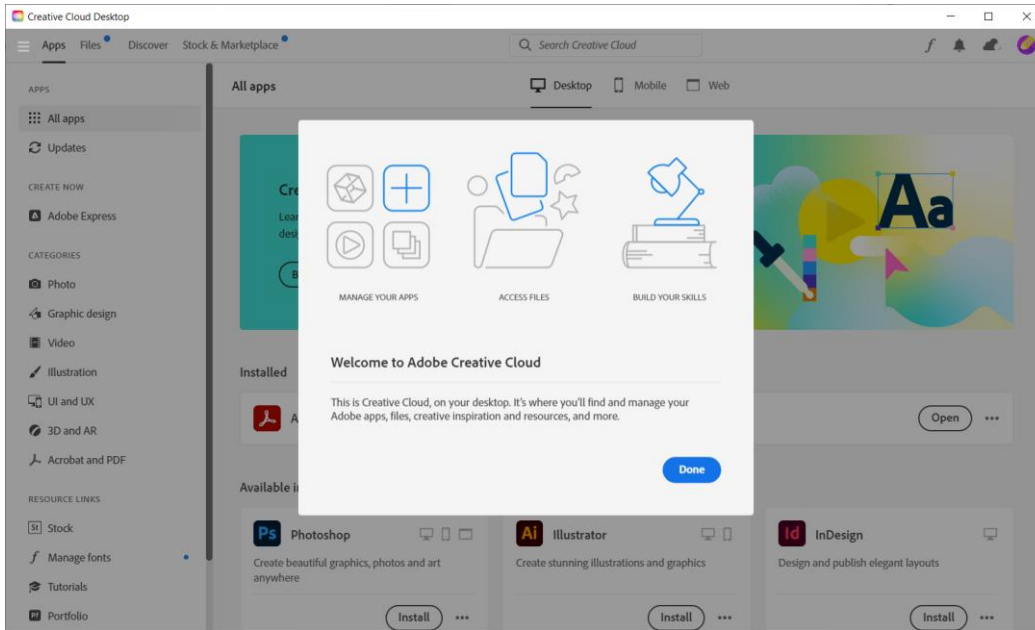 Creative Cloud Desktop
Apps Files Discover Stock & Marketplace Search Creative Cloud
APPS
All apps
Updates
CREATE NOW
Adobe Express
CATEGORIES
Photo
Graphic design
Video
Illustration
UI and UX
3D and AR
Acrobat and PDF
RESOURCE LINKS
St Stock
Manage fonts
Tutorials
Pf Portfolio
All apps
Desktop Mobile Web
Aa
MANAGE YOUR APPS
ACCESS FILES
BUILD YOUR SKILLS
Welcome to Adobe Creative Cloud
This is Creative Cloud, on your desktop. It's where you'll find and manage your
Adobe apps, files, creative inspiration and resources, and more.
Done
Installed
A
Open
Available
Ps Photoshop
Create beautiful graphics, photos and art
anywhere
Install
Ai Illustrator
Create stunning illustrations and graphics
Install
Id InDesign
Design and publish elegant layouts
Install